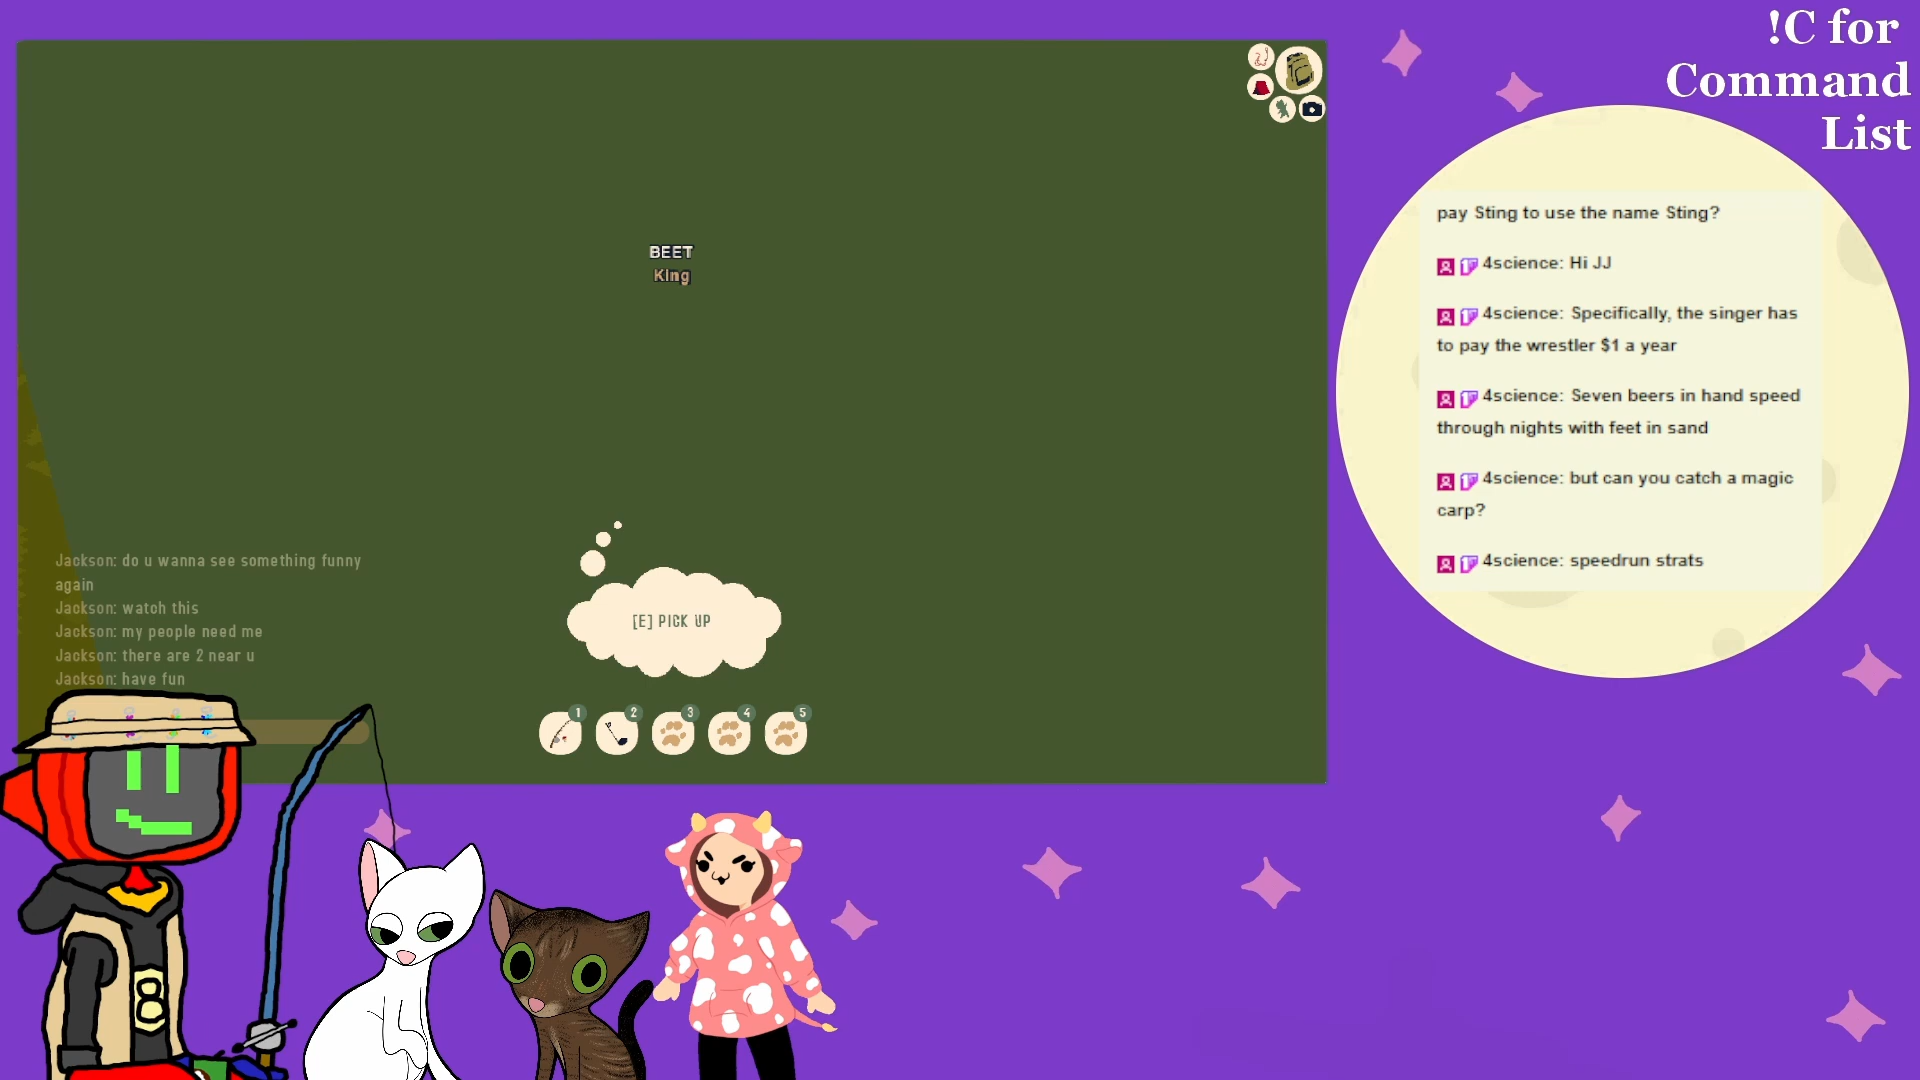 !C for
Command
List
BEET
King
Jackson: do u wanna see something funny
again
Jackson: watch this
Jackson: my people need me
Jackson: there are 2 near u
Jackson: have fun
[E] PICK UP
1
2
3
4
5
pay Sting to use the name Sting?
4science: Hi JJ
4science: Specifically, the singer has
to pay the wrestler $1 a year
4science: Seven beers in hand speed
through nights with feet in sand
4science: but can you catch a magic
carp?
4science: speedrun strats
8